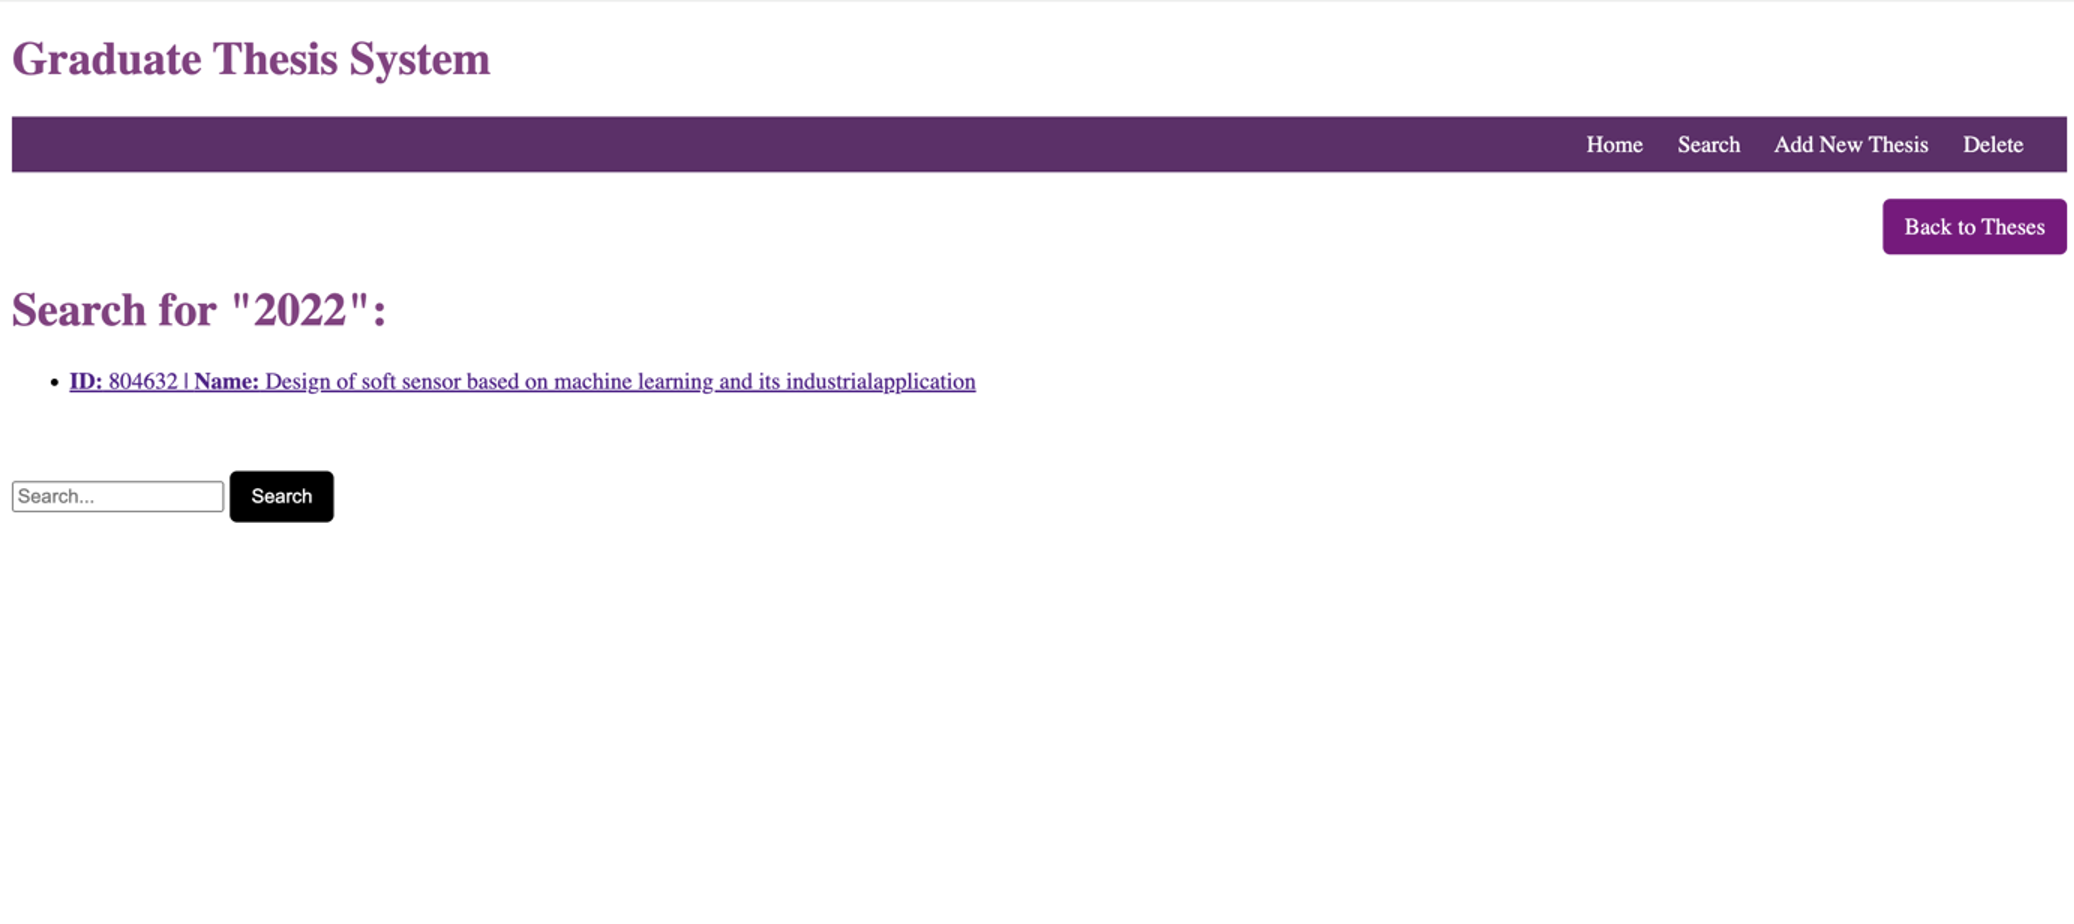 Graduate Thesis System
Home Search Add New Thesis Delete
Back to Theses
Search for "2022":
• ID: 804632 | Name: Design of soft sensor based on machine learning and its industrialapplication
Search... Search